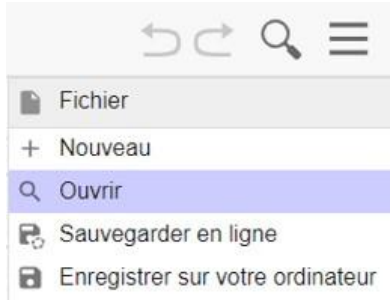 Fichier
Nouveau
Ouvrir
Sauvegarder en ligne
Enregistrer sur votre ordinateur